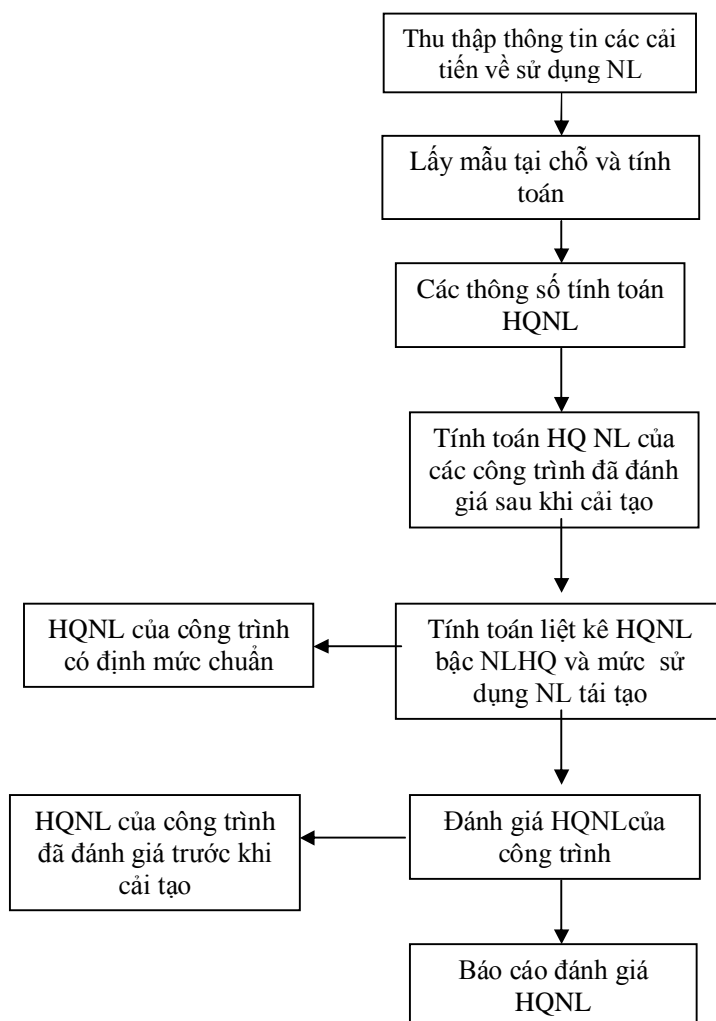 Thu thập thông tin các cải
tiến về sử dụng NL
Lấy mẫu tại chỗ và tính
toán
Các thông số tính toán
HQNL
Tính toán HQ NL của
các công trình đã đánh
giá sau khi cải tạo
HQNL của công trình
có định mức chuẩn
Tính toán liệt kê HQNL
bậc NLHQ và mức sử
dụng NL tái tạo
HQNL của công trình
đã đánh giá trước khi
cải tạo
Đánh giá HQNLcủa
công trình
Báo cáo đánh giá
HQNL